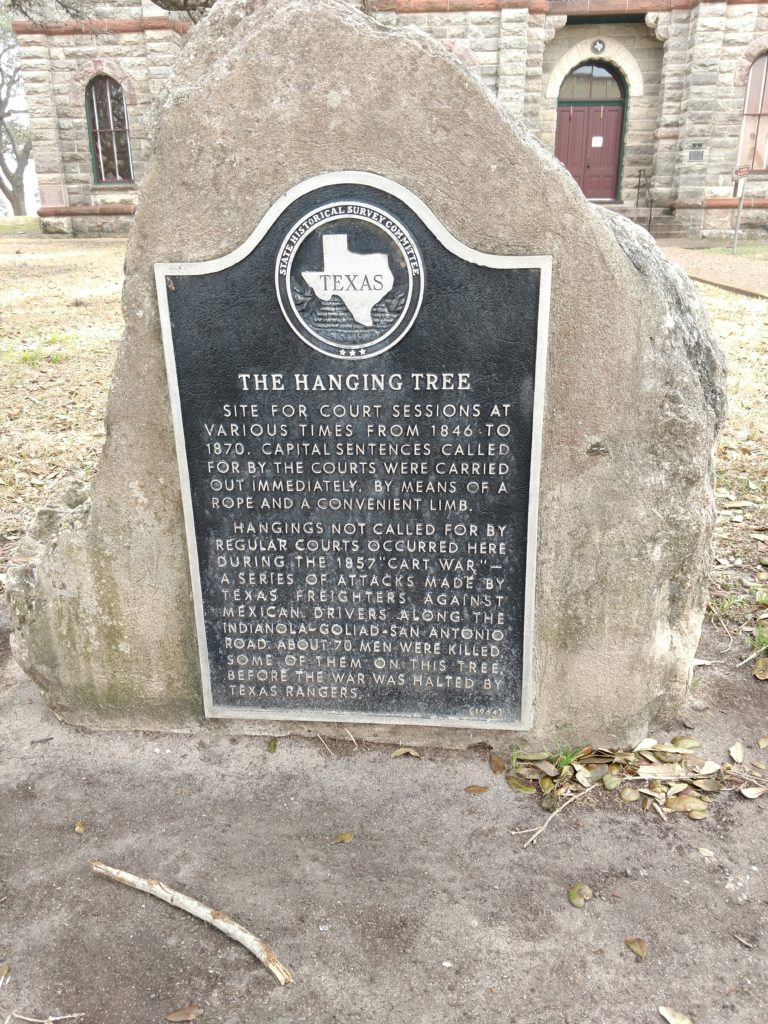 STATE HISTORICAL SURVEY COMMITTEE
TEXAS
THE HANGING TREE
SITE FOR COURT SESSIONS AT
VARIOUS TIMES FROM 1846 TO
1870. CAPITAL SENTENCES CALLED
FOR BY THE COURTS WERE CARRIED
OUT IMMEDIATELY, BY MEANS OF A
ROPE AND A CONVENIENT LIMB.
HANGINGS NOT CALLED FOR BY
REGULAR COURTS OCCURRED HERE
DURING THE 1857 "CART WAR"—
A SERIES OF ATTACKS MADE BY
TEXAS FREIGHTERS AGAINST
MEXICAN DRIVERS ALONG THE
INDIANOLA-GOLIAD-SAN ANTONIO
ROAD. ABOUT 70 MEN WERE KILLED,
SOME OF THEM ON THIS TREE,
BEFORE THE WAR WAS HALTED BY
TEXAS RANGERS.
(1964)